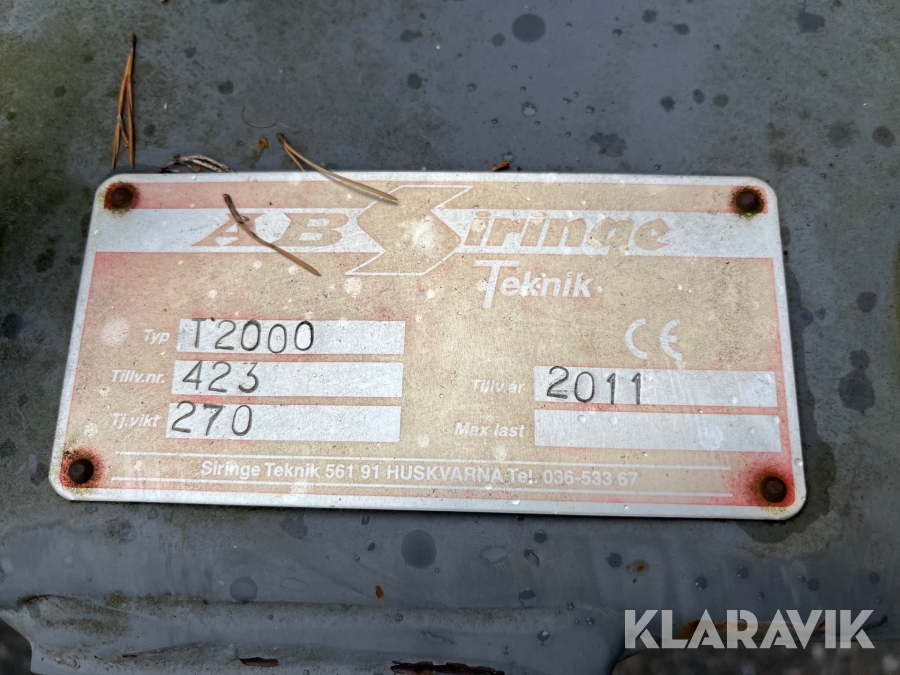 AB Siringe
Teknik
CE
Typ T2000
Tillv.nr. 423 Tillv.år 2011
Tj.vikt 270 Max last
Siringe Teknik 561 91 HUSKVARNA Tel. 036-533 67
KLARAVIK